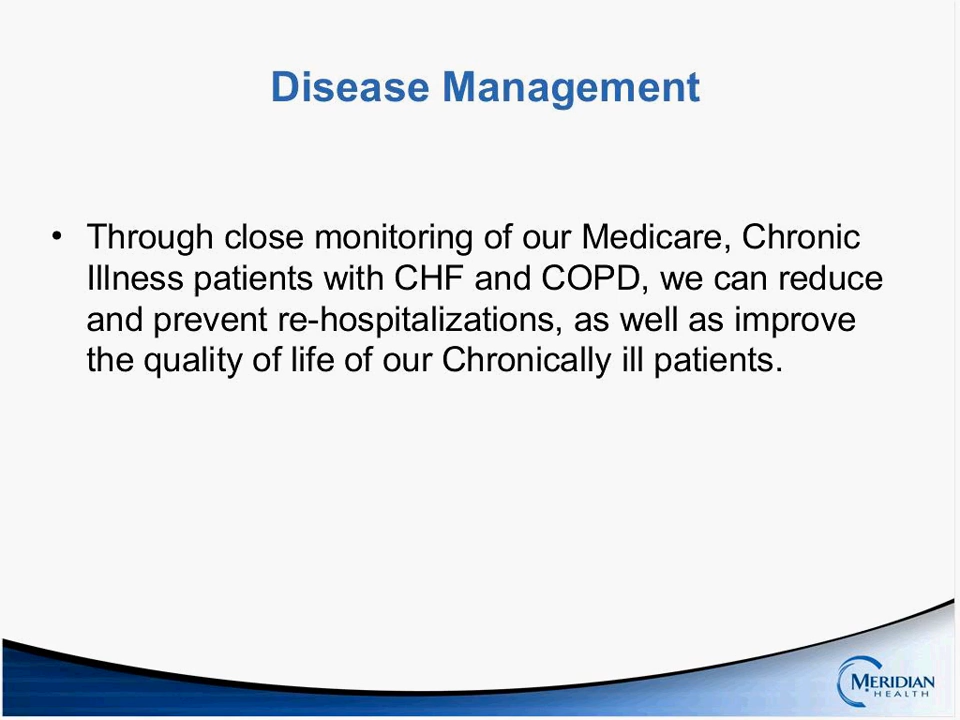 Disease Management
• Through close monitoring of our Medicare, Chronic
Illness patients with CHF and COPD, we can reduce
and prevent re-hospitalizations, as well as improve
the quality of life of our Chronically ill patients.
MERIDIAN
HEALTH